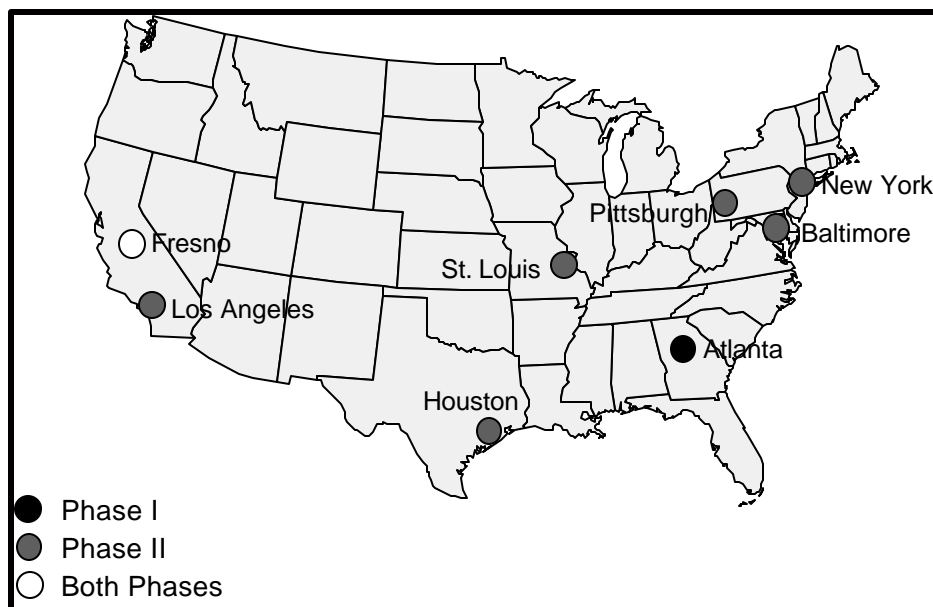 New York
Pittsburgh
Baltimore
Fresno
St. Louis
Los Angeles
Atlanta
Houston
Phase I
Phase II
Both Phases